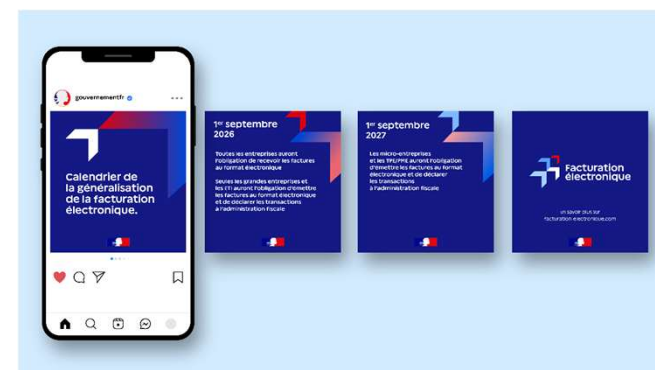 gouvernementfr
Calendrier de
la généralisation
de la facturation
électronique.
1er septembre
2026
Toutes les entreprises auront
l'obligation de recevoir les factures
au format électronique
Seules les grandes entreprises et
les ETI auront l'obligation d'émettre
les factures au format électronique
et de déclarer les transactions
à l'administration fiscale
1er septembre
2027
Les micro-entreprises
et les TPE/PME auront l'obligation
d'émettre les factures au format
électronique et de déclarer
les transactions
à l'administration fiscale
Facturation
électronique
en savoir plus sur
facturation-electronique.com